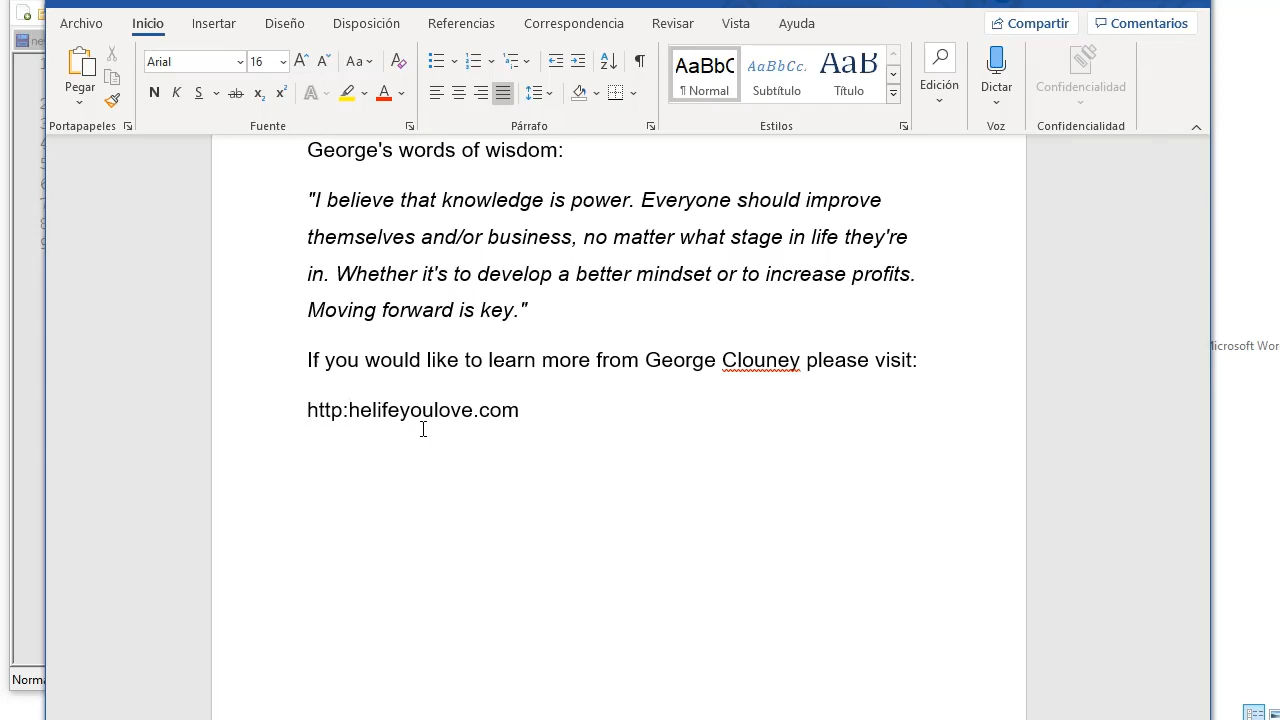 Archivo Inicio Insertar Diseño Disposición Referencias Correspondencia Revisar Vista Ayuda Compartir Comentarios
Pegar
Arial 16
AaBbC AaBbCc. AaB
N K S ab x₂ x² A A
¶ Normal Subtítulo Título
Edición Dictar Confidencialidad
Portapapeles Fuente Párrafo Estilos Voz Confidencialidad
George's words of wisdom:
"I believe that knowledge is power. Everyone should improve
themselves and/or business, no matter what stage in life they're
in. Whether it's to develop a better mindset or to increase profits.
Moving forward is key."
If you would like to learn more from George Clouney please visit:
http:helifeyoulove.com